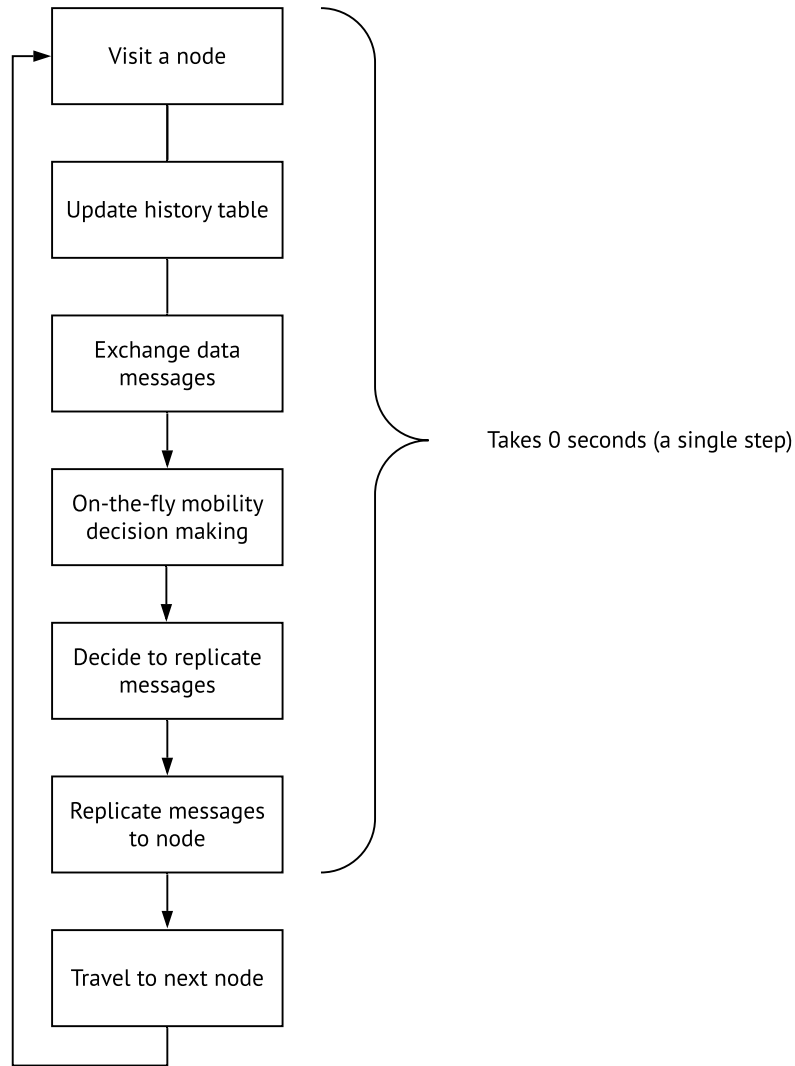 Visit a node
Update history table
Exchange data
messages
On-the-fly mobility
decision making
Decide to replicate
messages
Replicate messages
to node
Travel to next node
Takes 0 seconds (a single step)